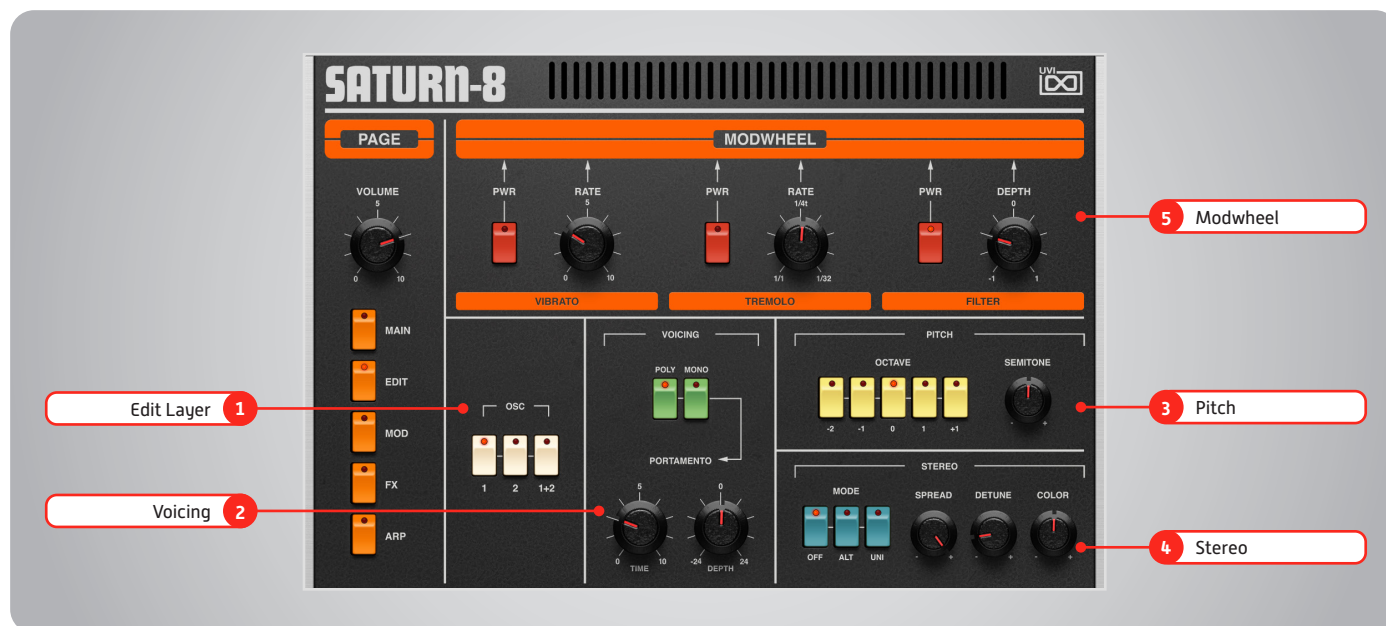 SATURN-8
UVI
PAGE
MODWHEEL
VOLUME
5
0 10
PWR
RATE
5
0 10
PWR
RATE
1/4t
1/1 1/32
PWR
DEPTH
0
-1 1
VIBRATO
TREMOLO
FILTER
5 Modwheel
MAIN
EDIT
MOD
FX
ARP
Edit Layer 1
OSC
1 2 1+2
Voicing 2
VOICING
POLY MONO
PORTAMENTO
5
0 10
TIME
0
-24 24
DEPTH
PITCH
OCTAVE
-2 -1 0 1 +1
SEMITONE
- +
3 Pitch
STEREO
MODE
OFF ALT UNI
SPREAD
- +
DETUNE
- +
COLOR
- +
4 Stereo